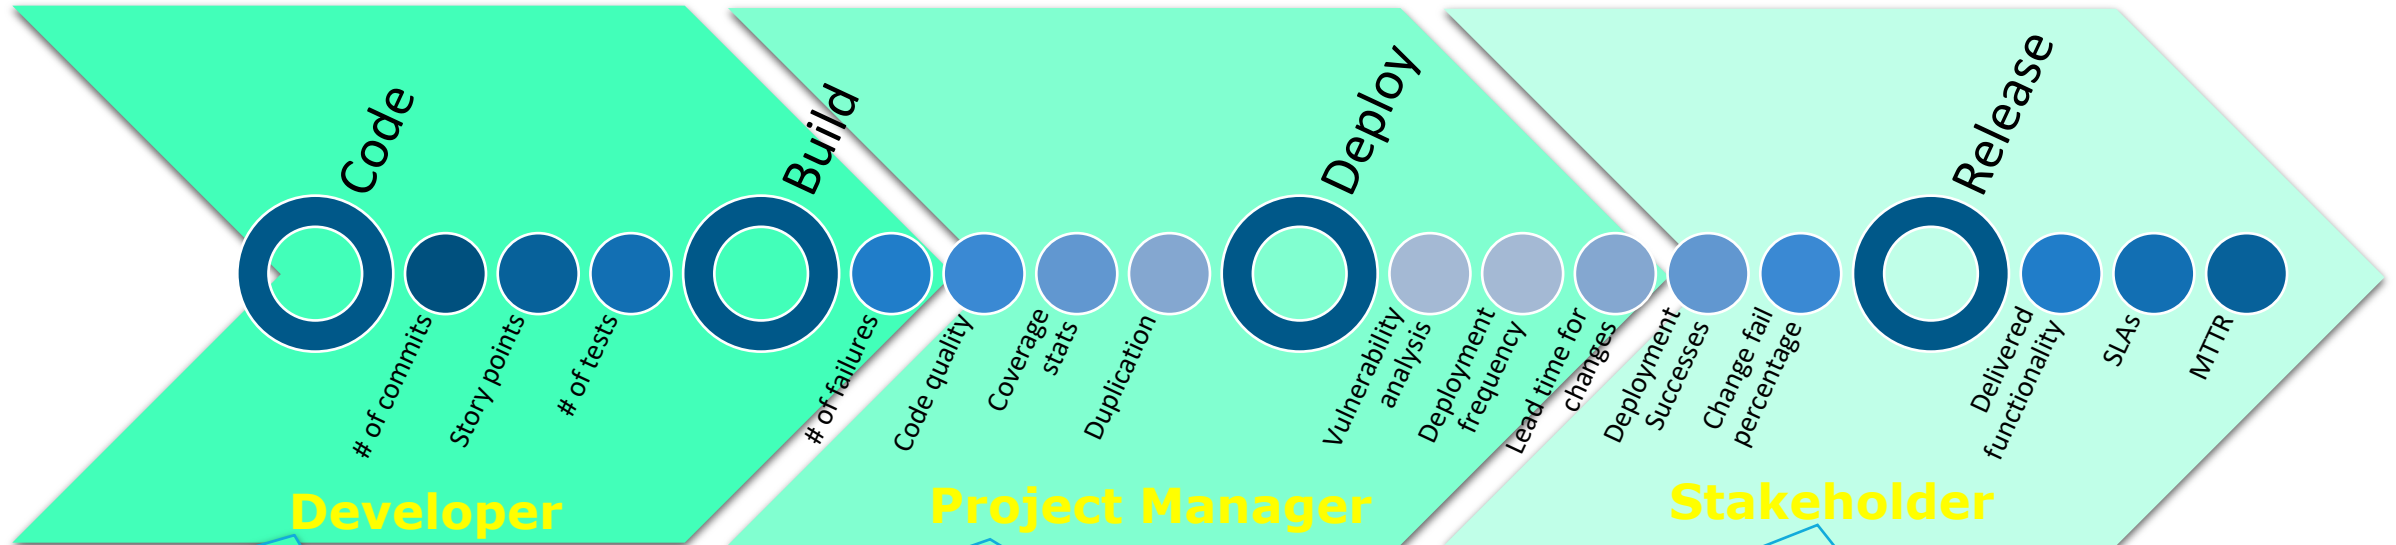 Code
Build
Deploy
Release
# of commits
Story points
# of tests
# of failures
Code quality
Coverage
stats
Duplication
Vulnerability
analysis
Deployment
frequency
Lead time for
changes
Deployment
Successes
Change fail
percentage
Delivered
functionality
SLAs
MTTR
Developer
Project Manager
Stakeholder